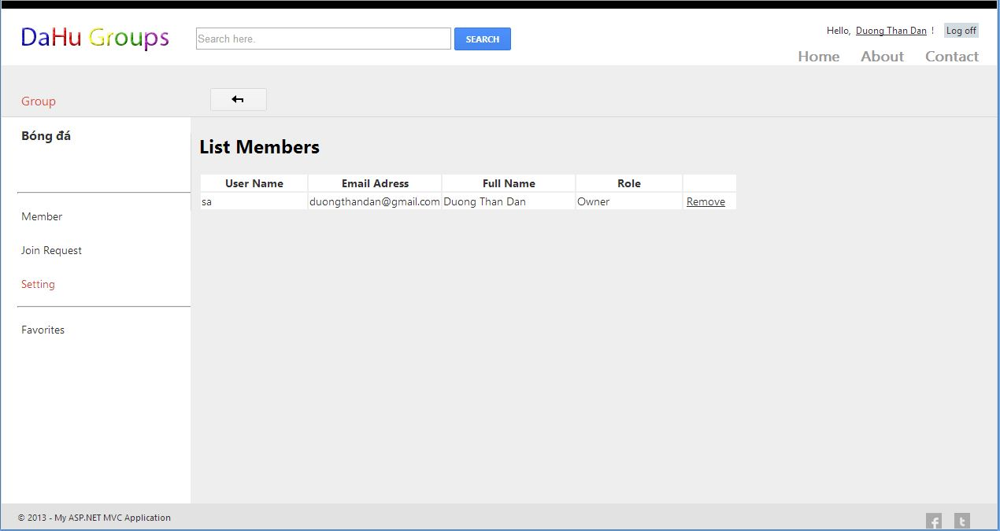 DaHu Groups
Search here.
SEARCH
Hello, Duong Than Dan !
Log off
Home About Contact
Group
Bóng đá
Member
Join Request
Setting
Favorites
List Members
User Name Email Adress Full Name Role
sa duongthandan@gmail.com Duong Than Dan Owner Remove
© 2013 - My ASP.NET MVC Application
f t